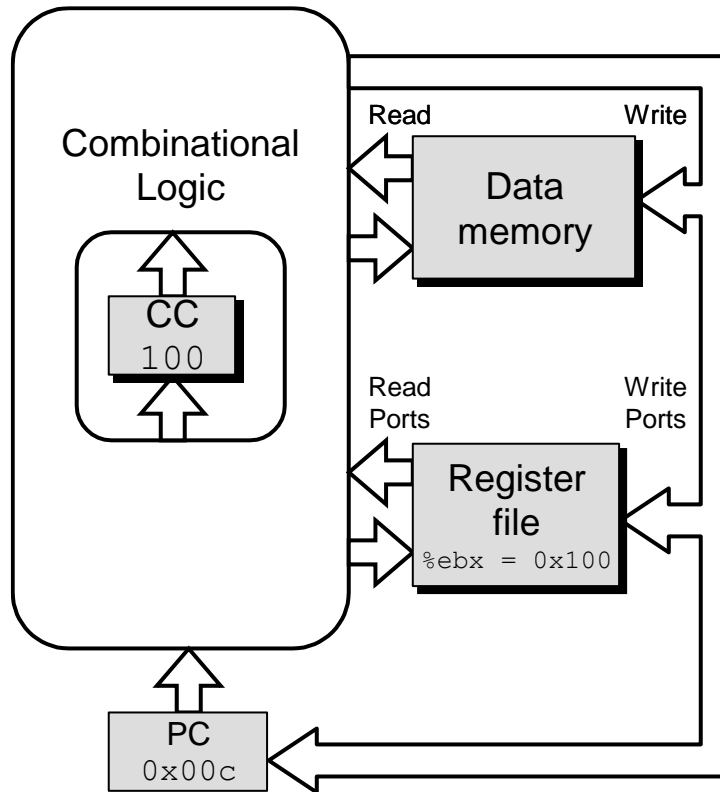 Read
Write
Combinational
Logic
Data
memory
CC
100
Read
Ports
Write
Ports
Register
file
%ebx = 0x100
PC
0x00c